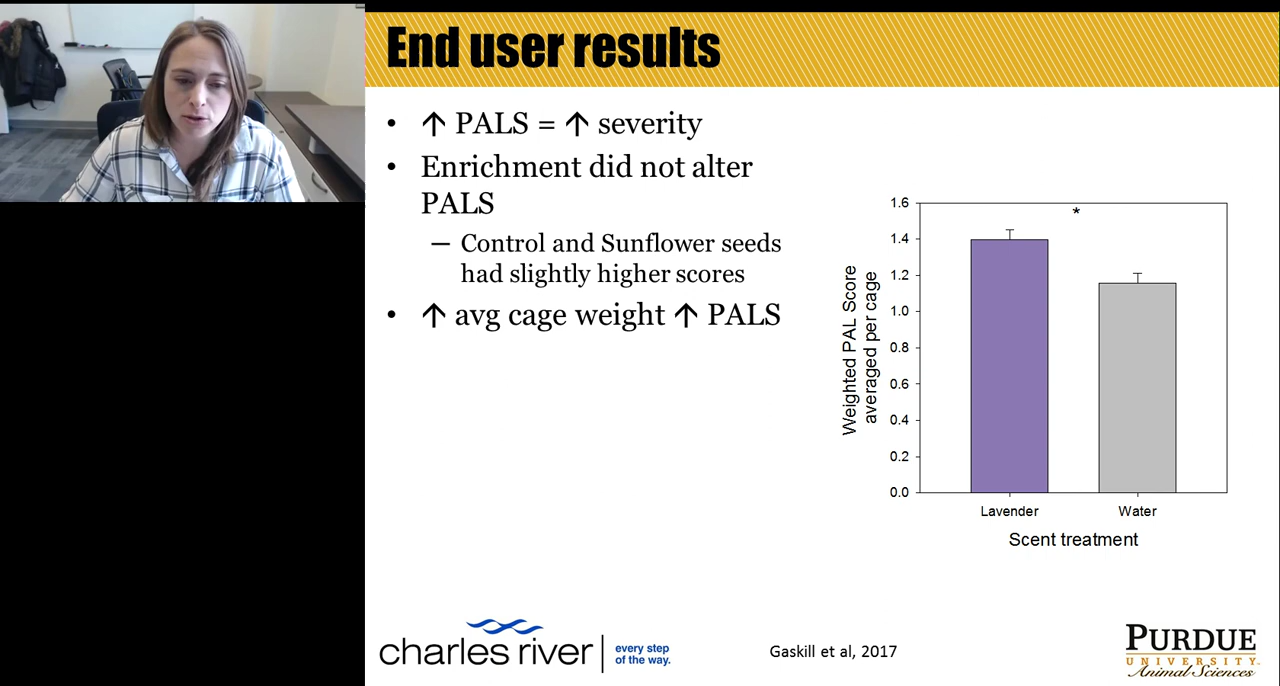 End user results
• ↑ PALS = ↑ severity
• Enrichment did not alter
PALS
– Control and Sunflower seeds
had slightly higher scores
• ↑ avg cage weight ↑ PALS
Weighted PAL Score
averaged per cage
1.6
1.4
1.2
1.0
0.8
0.6
0.4
0.2
0.0
*
Lavender
Water
Scent treatment
charles river
every step
of the way.
Gaskill et al, 2017
PURDUE
UNIVERSITY
Animal Sciences